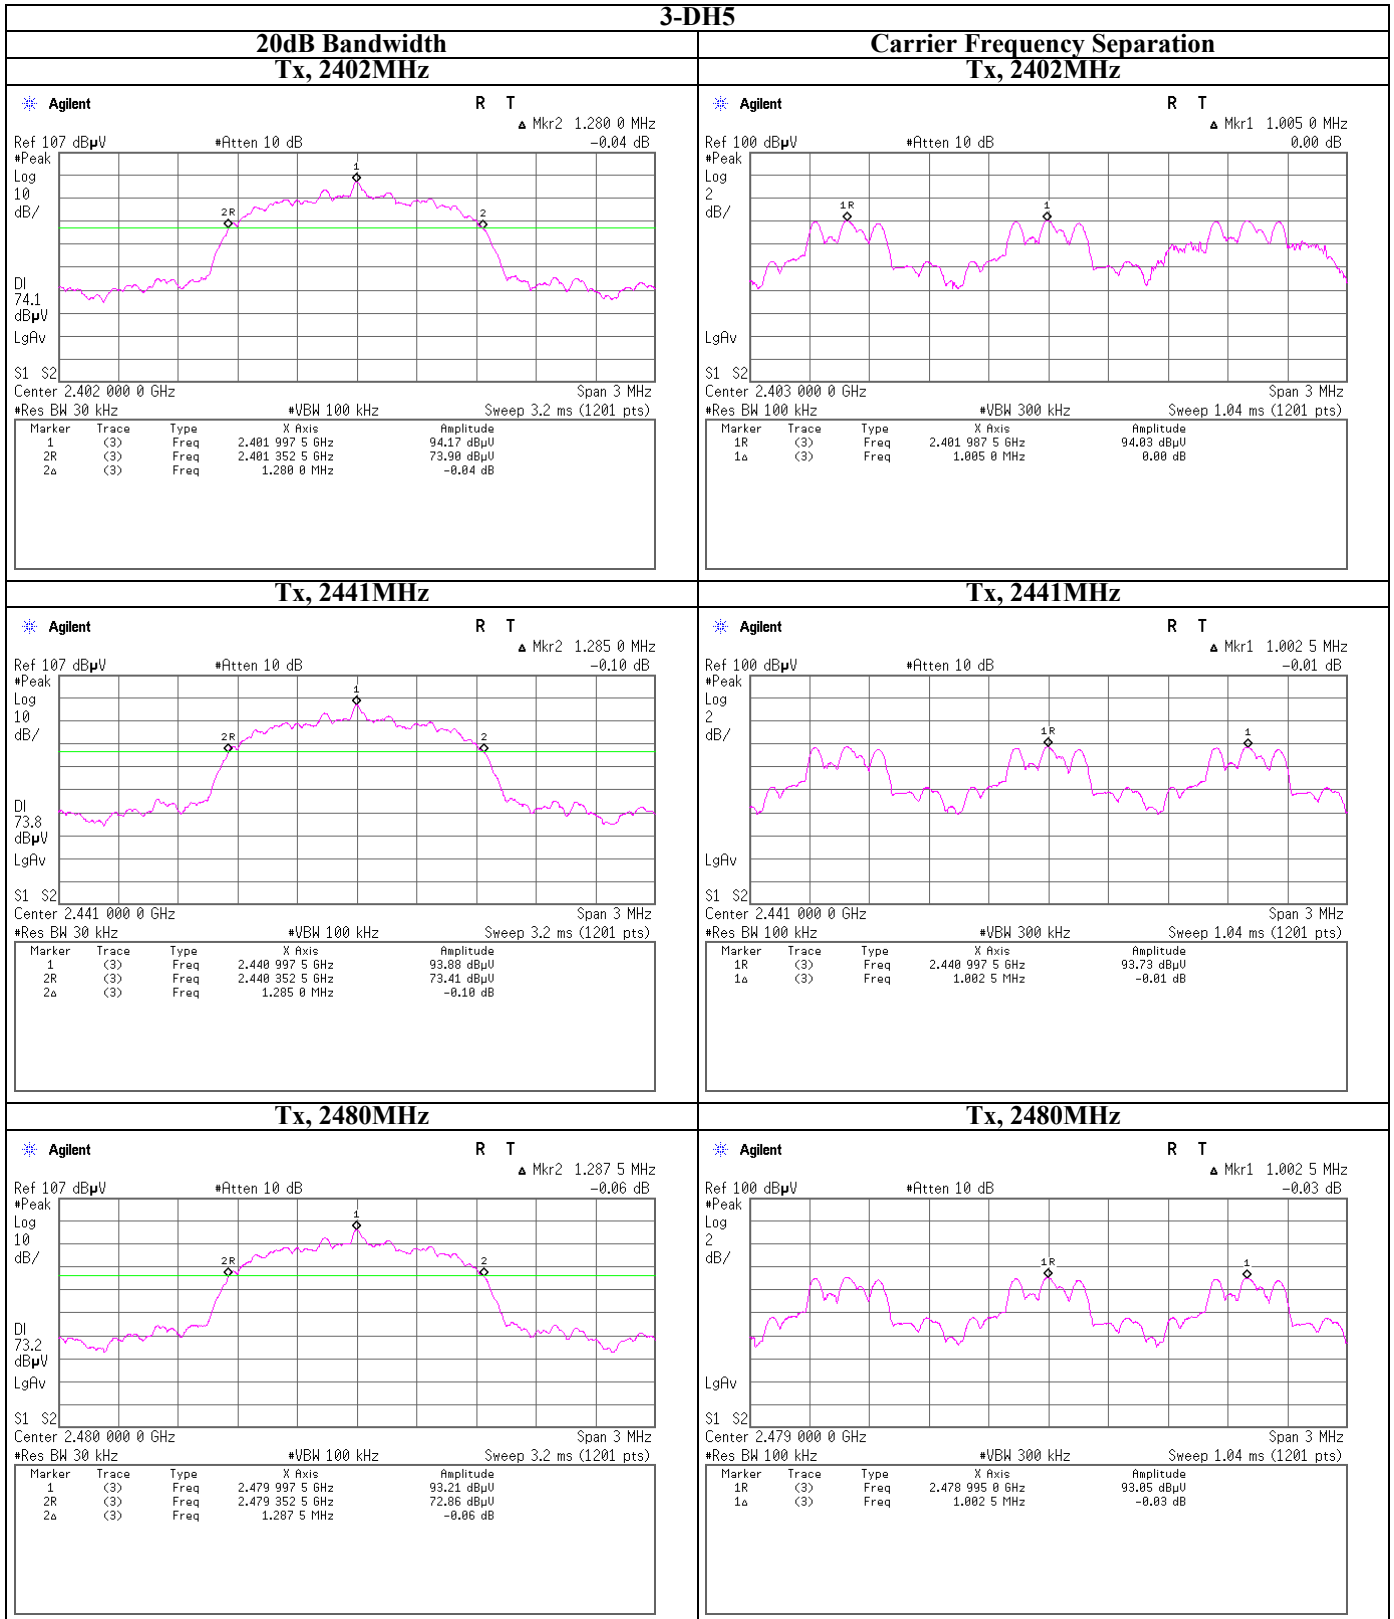 3-DH5
20dB Bandwidth
Carrier Frequency Separation
Tx, 2402MHz
Tx, 2402MHz
Agilent R T
Δ Mkr2 1.280 0 MHz
Ref 107 dBµV #Atten 10 dB -0.04 dB
#Peak
Log
10
dB/
1
2R
2
DI
74.1
dBµV
LgAv
S1 S2
Center 2.402 000 0 GHz Span 3 MHz
#Res BW 30 kHz #VBW 100 kHz Sweep 3.2 ms (1201 pts)
Marker Trace Type X Axis Amplitude
1 (3) Freq 2.401 997 5 GHz 94.17 dBµV
2R (3) Freq 2.401 352 5 GHz 73.90 dBµV
2Δ (3) Freq 1.280 0 MHz -0.04 dB
Agilent R T
Δ Mkr1 1.005 0 MHz
Ref 100 dBµV #Atten 10 dB 0.00 dB
#Peak
Log
2
dB/
1R
1
LgAv
S1 S2
Center 2.403 000 0 GHz Span 3 MHz
#Res BW 100 kHz #VBW 300 kHz Sweep 1.04 ms (1201 pts)
Marker Trace Type X Axis Amplitude
1R (3) Freq 2.401 987 5 GHz 94.03 dBµV
1Δ (3) Freq 1.005 0 MHz 0.00 dB
Tx, 2441MHz
Tx, 2441MHz
Agilent R T
Δ Mkr2 1.285 0 MHz
Ref 107 dBµV #Atten 10 dB -0.10 dB
#Peak
Log
10
dB/
1
2R
2
DI
73.8
dBµV
LgAv
S1 S2
Center 2.441 000 0 GHz Span 3 MHz
#Res BW 30 kHz #VBW 100 kHz Sweep 3.2 ms (1201 pts)
Marker Trace Type X Axis Amplitude
1 (3) Freq 2.440 997 5 GHz 93.88 dBµV
2R (3) Freq 2.440 352 5 GHz 73.41 dBµV
2Δ (3) Freq 1.285 0 MHz -0.10 dB
Agilent R T
Δ Mkr1 1.002 5 MHz
Ref 100 dBµV #Atten 10 dB -0.01 dB
#Peak
Log
2
dB/
1R
1
LgAv
S1 S2
Center 2.441 000 0 GHz Span 3 MHz
#Res BW 100 kHz #VBW 300 kHz Sweep 1.04 ms (1201 pts)
Marker Trace Type X Axis Amplitude
1R (3) Freq 2.440 997 5 GHz 93.73 dBµV
1Δ (3) Freq 1.002 5 MHz -0.01 dB
Tx, 2480MHz
Tx, 2480MHz
Agilent R T
Δ Mkr2 1.287 5 MHz
Ref 107 dBµV #Atten 10 dB -0.06 dB
#Peak
Log
10
dB/
1
2R
2
DI
73.2
dBµV
LgAv
S1 S2
Center 2.480 000 0 GHz Span 3 MHz
#Res BW 30 kHz #VBW 100 kHz Sweep 3.2 ms (1201 pts)
Marker Trace Type X Axis Amplitude
1 (3) Freq 2.479 997 5 GHz 93.21 dBµV
2R (3) Freq 2.479 352 5 GHz 72.86 dBµV
2Δ (3) Freq 1.287 5 MHz -0.06 dB
Agilent R T
Δ Mkr1 1.002 5 MHz
Ref 100 dBµV #Atten 10 dB -0.03 dB
#Peak
Log
2
dB/
1R
1
LgAv
S1 S2
Center 2.479 000 0 GHz Span 3 MHz
#Res BW 100 kHz #VBW 300 kHz Sweep 1.04 ms (1201 pts)
Marker Trace Type X Axis Amplitude
1R (3) Freq 2.478 995 0 GHz 93.05 dBµV
1Δ (3) Freq 1.002 5 MHz -0.03 dB